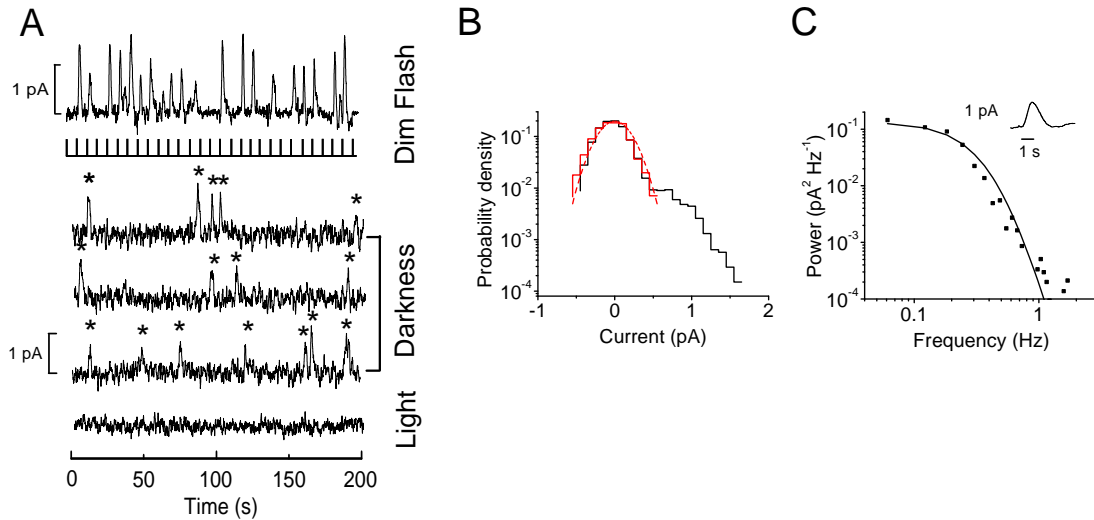 A
1 pA
Dim Flash
*
* * * * *
* * * *
Darkness
* * * * * * *
1 pA
Light
0 50 100 150 200
Time (s)
B
Probability density
10-1
10-2
10-3
10-4
-1 0 1 2
Current (pA)
C
1 pA
1 s
Power (pA2 Hz-1)
10-1
10-2
10-3
10-4
0.1 1
Frequency (Hz)